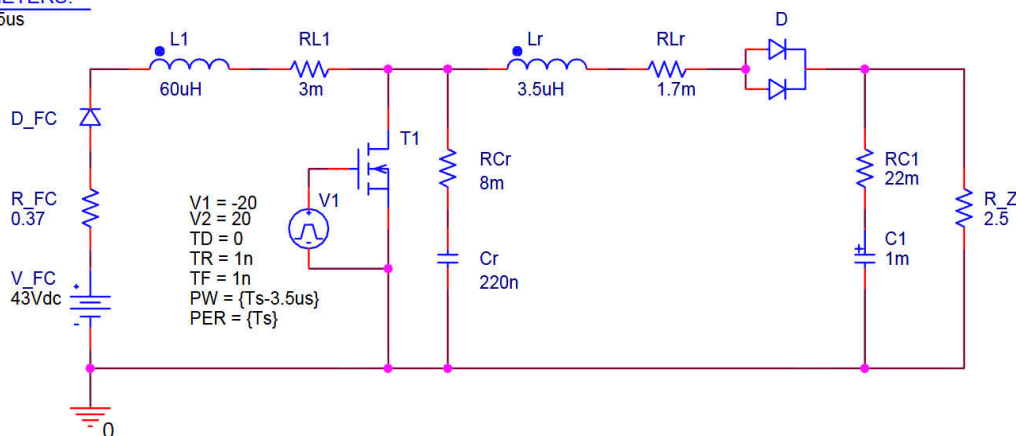 5us
L1
60uH
RL1
3m
Lr
3.5uH
RLr
1.7m
D
D_FC
R_FC
0.37
V_FC
43Vdc
T1
V1
V1 = -20
V2 = 20
TD = 0
TR = 1n
TF = 1n
PW = {Ts-3.5us}
PER = {Ts}
RCr
8m
Cr
220n
RC1
22m
C1
1m
R_Z
2.5
0